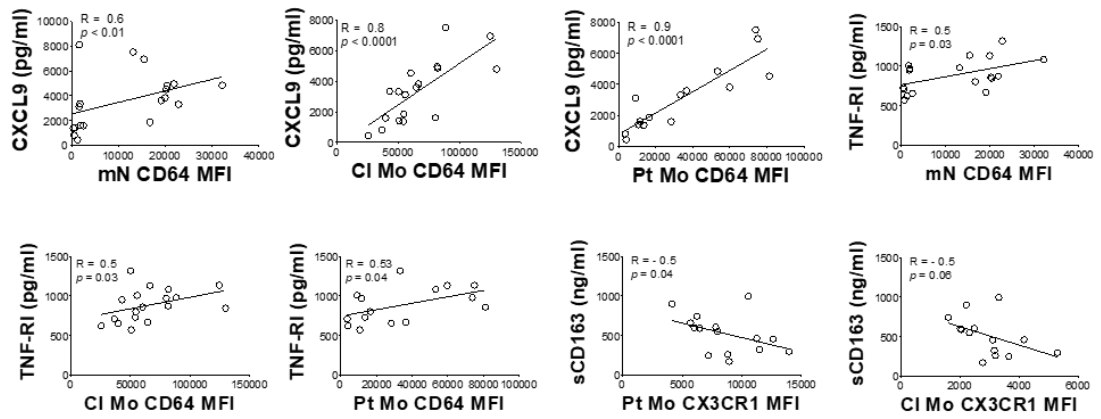 CXCL9 (pg/ml)
R = 0.6
p < 0.01
10000
8000
6000
4000
2000
0
0 10000 20000 30000 40000
mN CD64 MFI
CXCL9 (pg/ml)
R = 0.8
p < 0.0001
8000
6000
4000
2000
0
0 50000 100000 150000
Cl Mo CD64 MFI
CXCL9 (pg/ml)
R = 0.9
p < 0.0001
8000
6000
4000
2000
0
0 20000 40000 60000 80000 100000
Pt Mo CD64 MFI
TNF-RI (pg/ml)
R = 0.5
p = 0.03
1500
1000
500
0
0 10000 20000 30000 40000
mN CD64 MFI
TNF-RI (pg/ml)
R = 0.5
p = 0.03
1500
1000
500
0
0 50000 100000 150000
Cl Mo CD64 MFI
TNF-RI (pg/ml)
R = 0.53
p = 0.04
1500
1000
500
0
0 20000 40000 60000 80000 100000
Pt Mo CD64 MFI
sCD163 (ng/ml)
R = - 0.5
p = 0.04
1500
1000
500
0
0 5000 10000 15000
Pt Mo CX3CR1 MFI
sCD163 (ng/ml)
R = - 0.5
p = 0.06
1500
1000
500
0
0 2000 4000 6000
Cl Mo CX3CR1 MFI